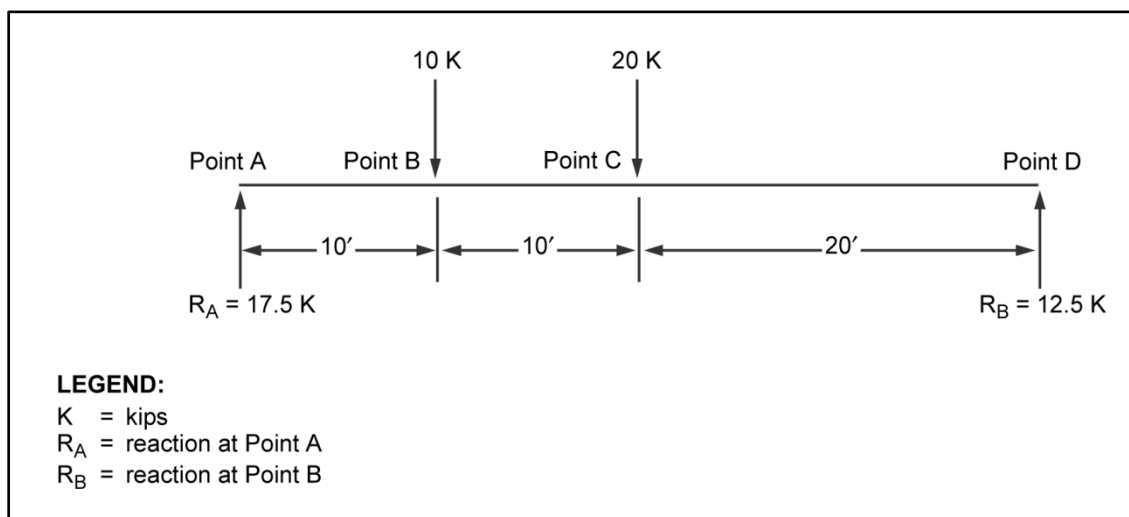 10 K 20 K
Point A Point B Point C Point D
10′ 10′ 20′
R_A = 17.5 K R_B = 12.5 K
LEGEND:
K = kips
R_A = reaction at Point A
R_B = reaction at Point B